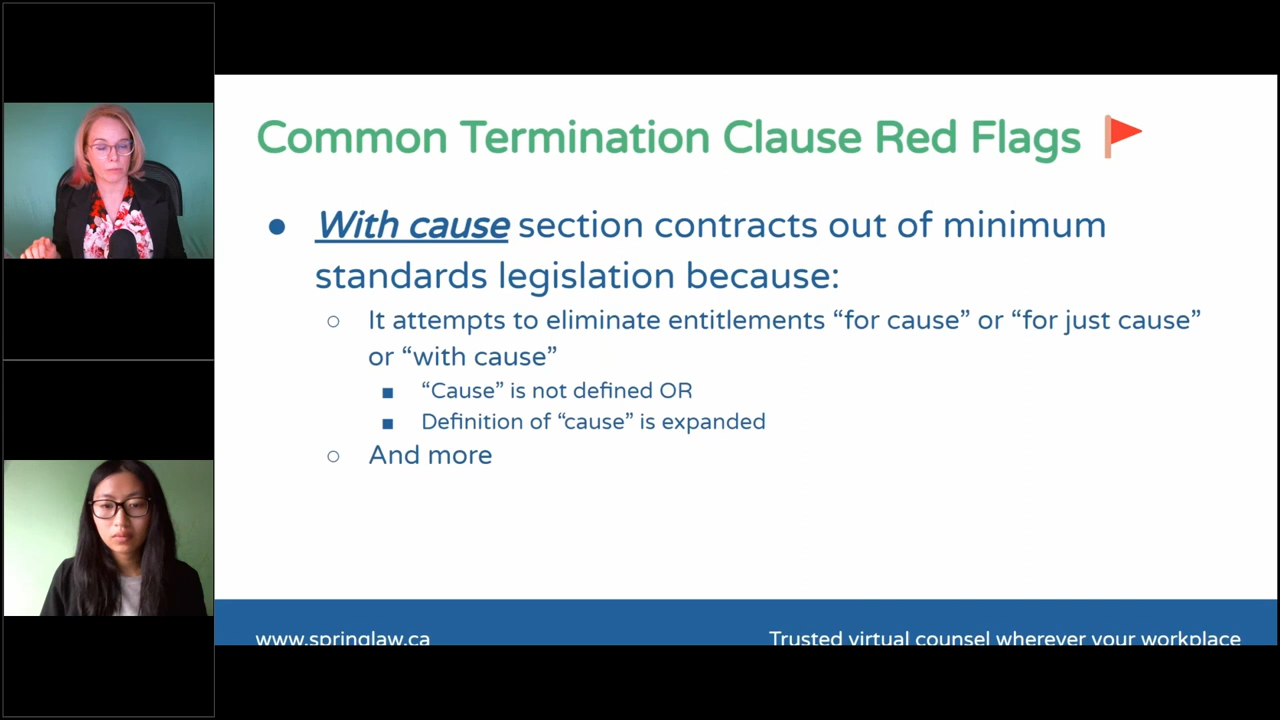 Common Termination Clause Red Flags
With cause section contracts out of minimum
standards legislation because:
It attempts to eliminate entitlements “for cause” or “for just cause”
or “with cause”
“Cause” is not defined OR
Definition of “cause” is expanded
And more
www.springlaw.ca
Trusted virtual counsel wherever your workplace